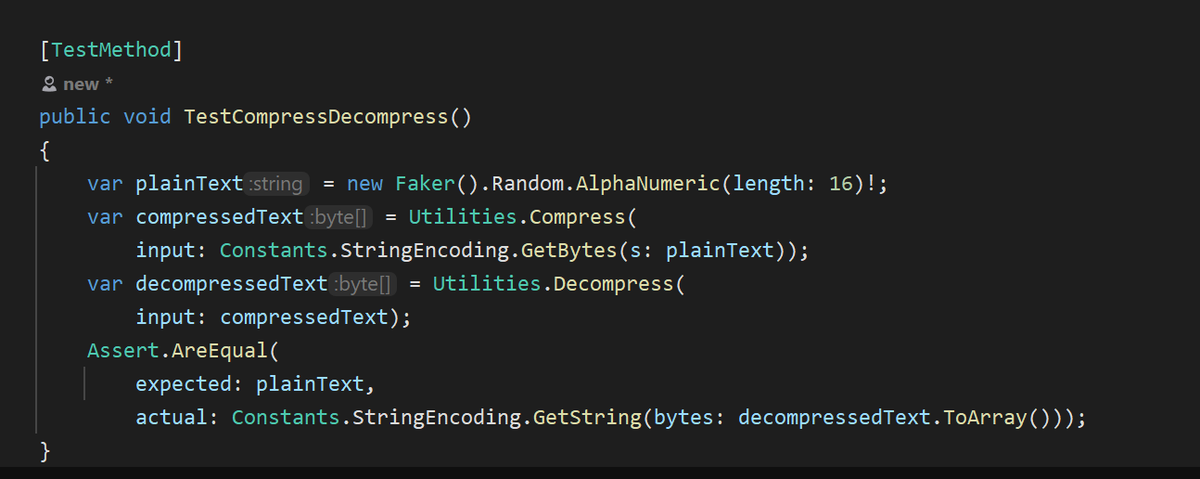 [TestMethod]
new *
public void TestCompressDecompress()
{
var plainText:string = new Faker().Random.AlphaNumeric(length: 16)!;
var compressedText:byte[] = Utilities.Compress(
input: Constants.StringEncoding.GetBytes(s: plainText));
var decompressedText:byte[] = Utilities.Decompress(
input: compressedText);
Assert.AreEqual(
expected: plainText,
actual: Constants.StringEncoding.GetString(bytes: decompressedText.ToArray()));
}